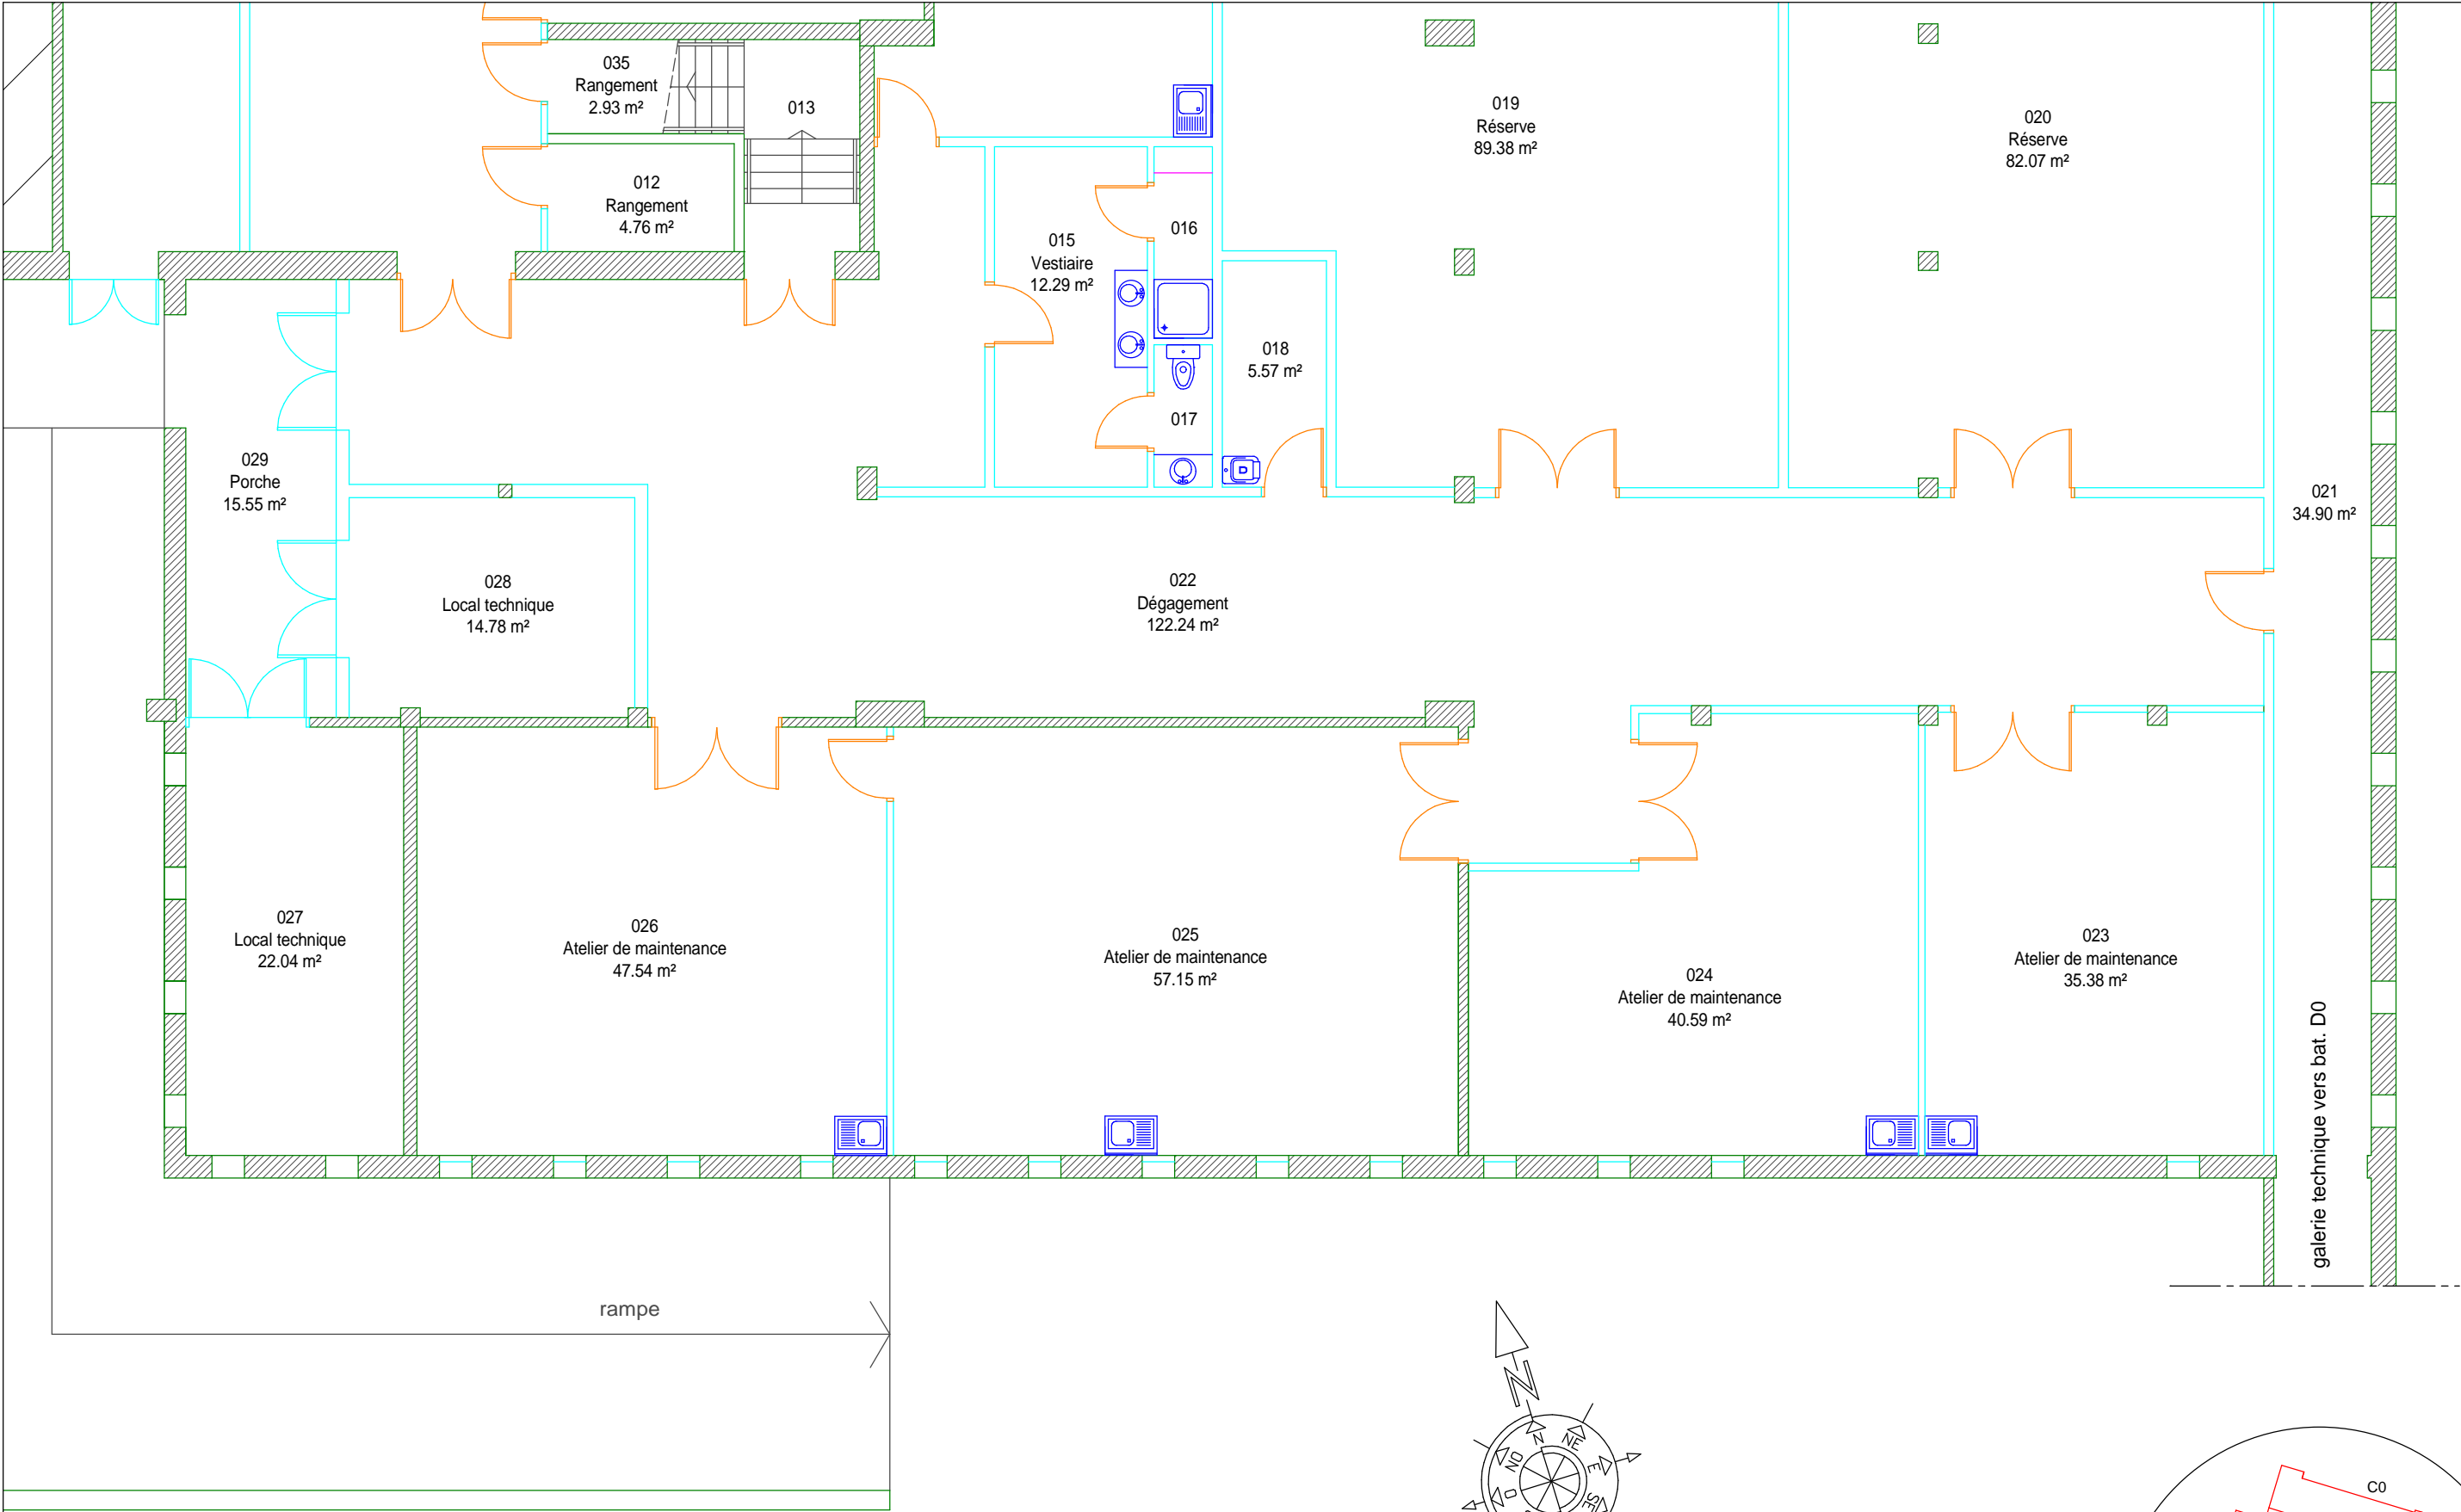 035
Rangement
2.93 m²
013
012
Rangement
4.76 m²
019
Réserve
89.38 m²
020
Réserve
82.07 m²
015
Vestiaire
12.29 m²
016
018
5.57 m²
017
029
Porche
15.55 m²
021
34.90 m²
028
Local technique
14.78 m²
022
Dégagement
122.24 m²
027
Local technique
22.04 m²
026
Atelier de maintenance
47.54 m²
025
Atelier de maintenance
57.15 m²
024
Atelier de maintenance
40.59 m²
023
Atelier de maintenance
35.38 m²
galerie technique vers bat. D0
rampe
N
N
NE
E
SE
NO
O
C0